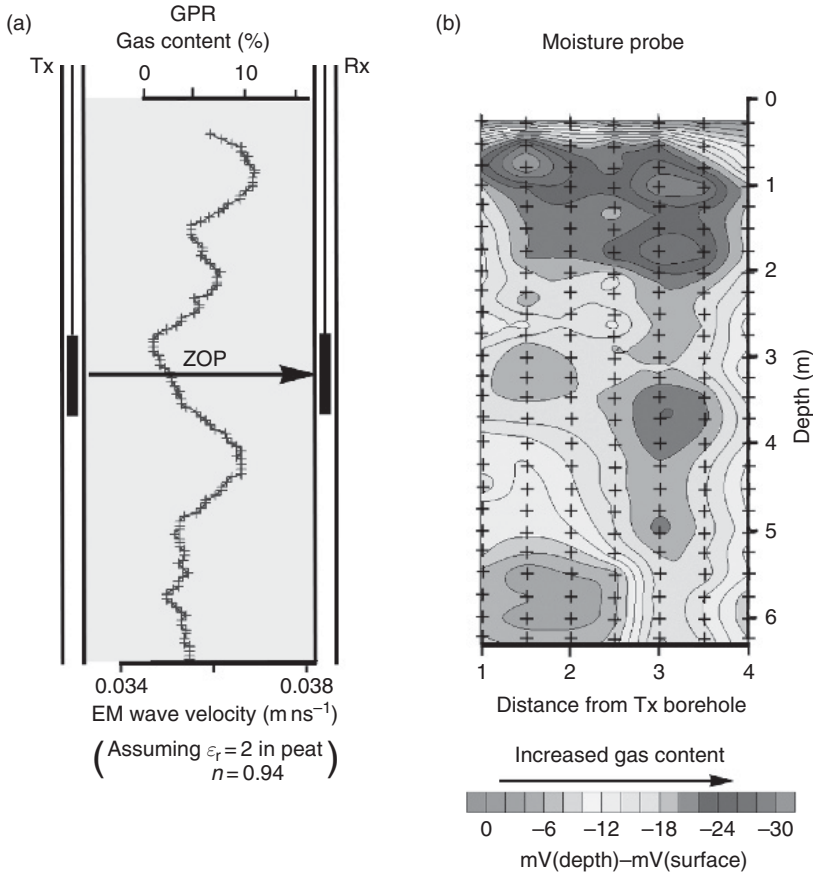 (a)
GPR
Gas content (%)
Tx
Rx
0 10
ZOP
0.034 0.038
EM wave velocity (m ns⁻¹)
(Assuming εr = 2 in peat
n = 0.94)
(b)
Moisture probe
0
1
2
3
4
5
6
Depth (m)
1 2 3 4
Distance from Tx borehole
Increased gas content
0 –6 –12 –18 –24 –30
mV(depth)–mV(surface)